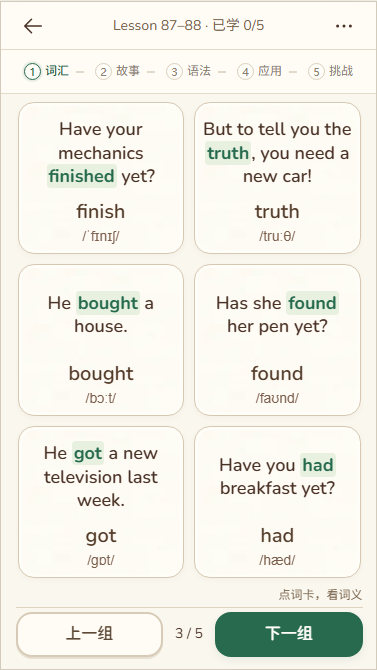 Lesson 87–88 · 已学 0/5
1 词汇 – 2 故事 – 3 语法 – 4 应用 – 5 挑战
Have your
mechanics
finished yet?
finish
/ˈfɪnɪʃ/
But to tell you the
truth, you need a
new car!
truth
/truːθ/
He bought a
house.
bought
/bɔːt/
Has she found
her pen yet?
found
/faʊnd/
He got a new
television last
week.
got
/ɡɒt/
Have you had
breakfast yet?
had
/hæd/
点词卡，看词义
上一组 3 / 5 下一组